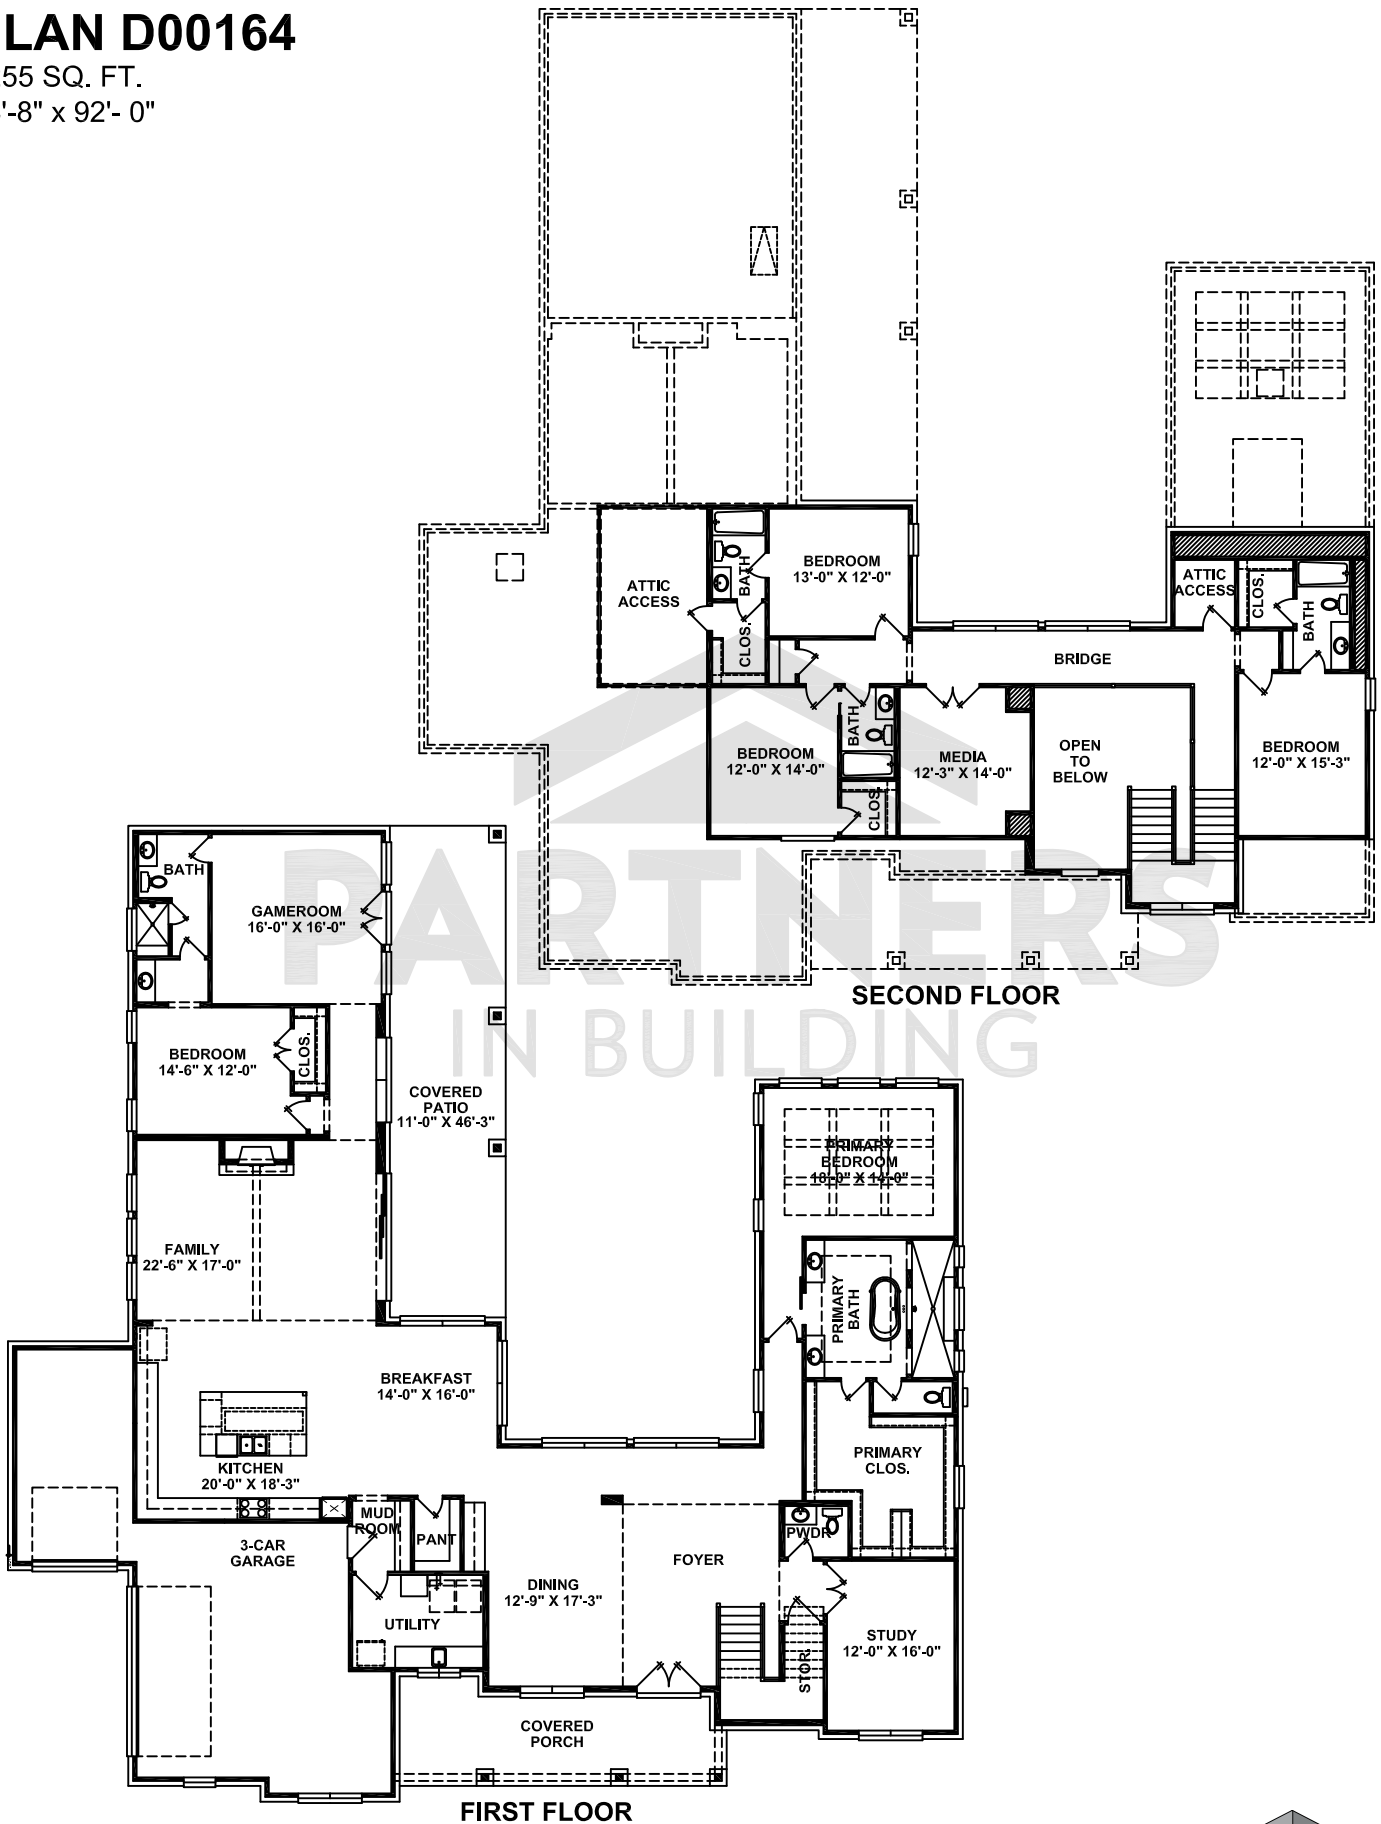 LAN D00164
55 SQ. FT.
'-8" x 92'- 0"
BEDROOM
13'-0" X 12'-0"
BATH
ATTIC
ACCESS
CLOS.
ATTIC
ACCESS
CLOS.
BATH
BRIDGE
BEDROOM
12'-0" X 14'-0"
BATH
CLOS.
MEDIA
12'-3" X 14'-0"
OPEN
TO
BELOW
BEDROOM
12'-0" X 15'-3"
SECOND FLOOR
PARTNERS
IN BUILDING
BATH
GAMEROOM
16'-0" X 16'-0"
BEDROOM
14'-6" X 12'-0"
CLOS.
COVERED
PATIO
11'-0" X 46'-3"
PRIMARY
BEDROOM
18'-0" X 14'-0"
FAMILY
22'-6" X 17'-0"
PRIMARY
BATH
BREAKFAST
14'-0" X 16'-0"
KITCHEN
20'-0" X 18'-3"
PRIMARY
CLOS.
MUD
ROOM
PANT
PWDR
3-CAR
GARAGE
FOYER
DINING
12'-9" X 17'-3"
UTILITY
STOR.
STUDY
12'-0" X 16'-0"
COVERED
PORCH
FIRST FLOOR